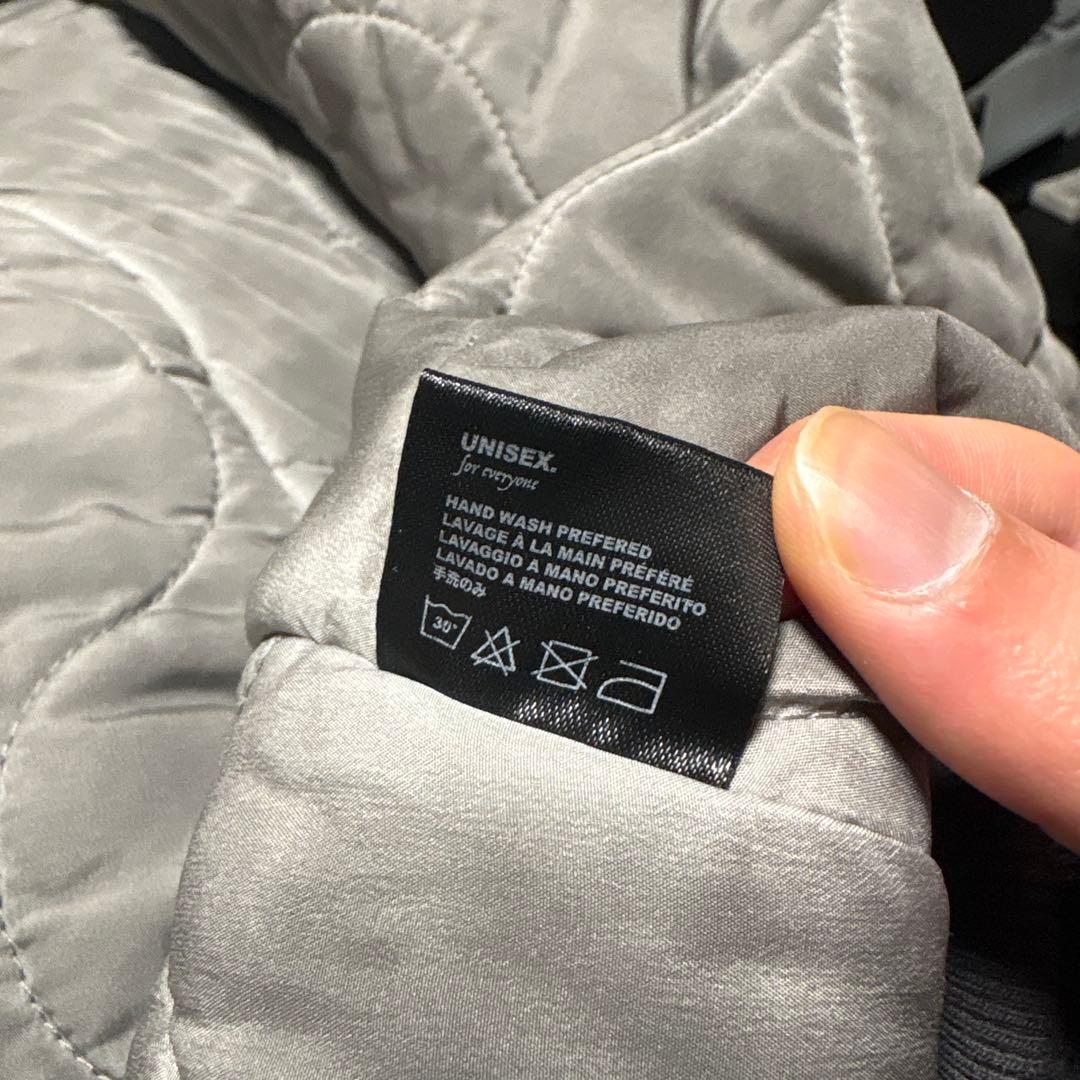 UNISEX.
for everyone
HAND WASH PREFERED
LAVAGE À LA MAIN PRÉFÉRÉ
LAVAGGIO A MANO PREFERITO
LAVADO A MANO PREFERIDO
手洗のみ
30°